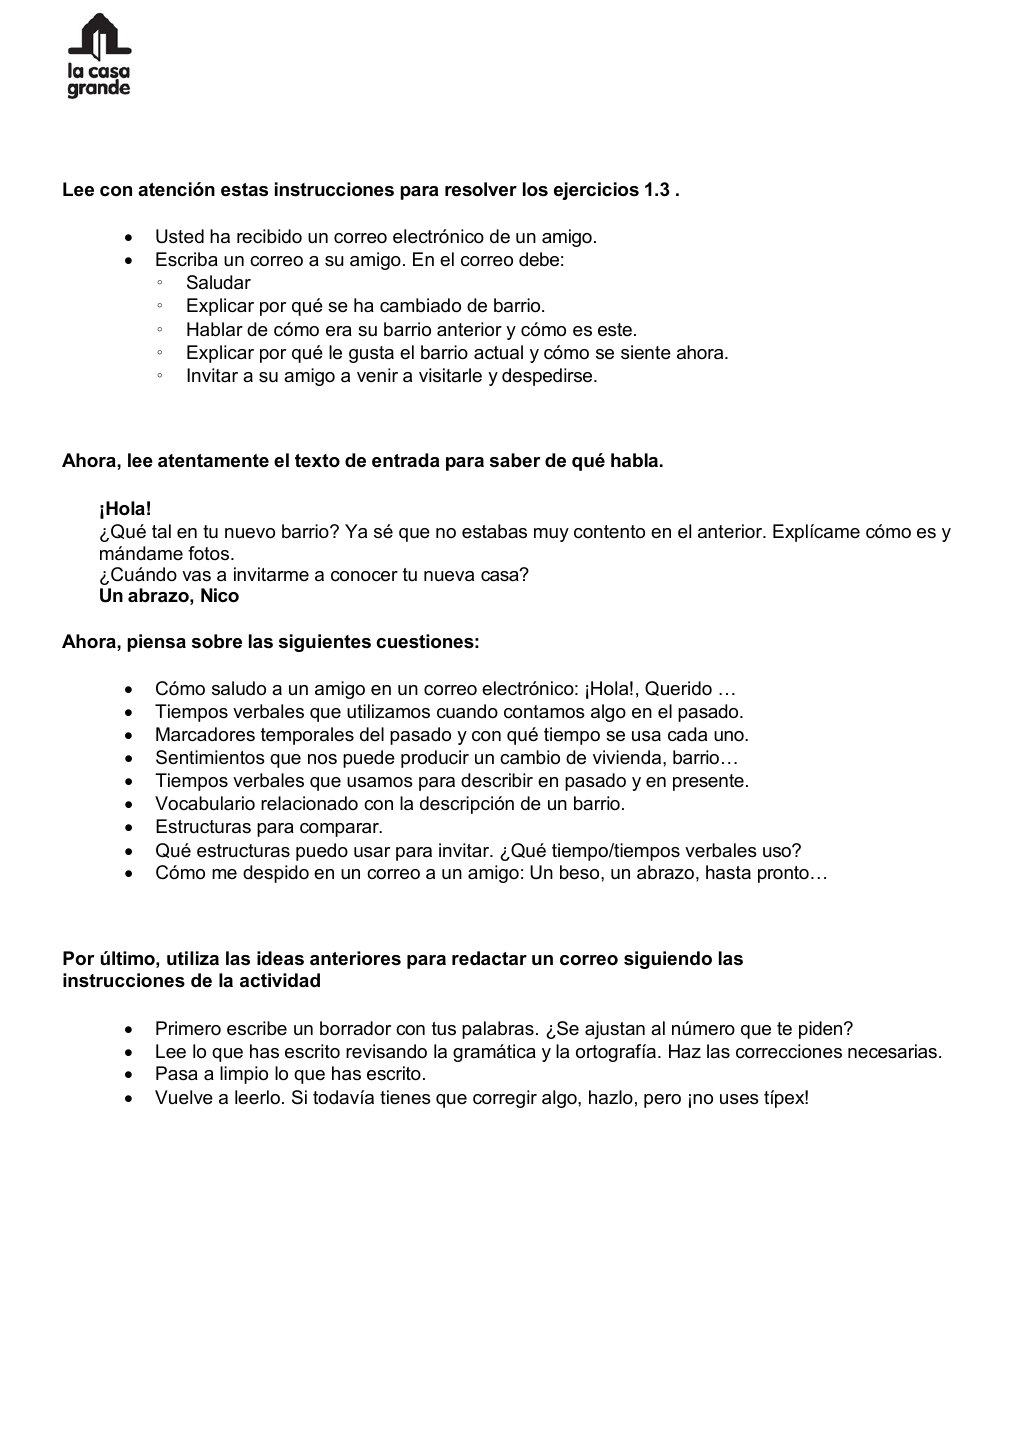 la casa
grande
Lee con atención estas instrucciones para resolver los ejercicios 1.3 .
• Usted ha recibido un correo electrónico de un amigo.
• Escriba un correo a su amigo. En el correo debe:
◦ Saludar
◦ Explicar por qué se ha cambiado de barrio.
◦ Hablar de cómo era su barrio anterior y cómo es este.
◦ Explicar por qué le gusta el barrio actual y cómo se siente ahora.
◦ Invitar a su amigo a venir a visitarle y despedirse.
Ahora, lee atentamente el texto de entrada para saber de qué habla.
¡Hola!
¿Qué tal en tu nuevo barrio? Ya sé que no estabas muy contento en el anterior. Explícame cómo es y
mándame fotos.
¿Cuándo vas a invitarme a conocer tu nueva casa?
Un abrazo, Nico
Ahora, piensa sobre las siguientes cuestiones:
• Cómo saludo a un amigo en un correo electrónico: ¡Hola!, Querido …
• Tiempos verbales que utilizamos cuando contamos algo en el pasado.
• Marcadores temporales del pasado y con qué tiempo se usa cada uno.
• Sentimientos que nos puede producir un cambio de vivienda, barrio…
• Tiempos verbales que usamos para describir en pasado y en presente.
• Vocabulario relacionado con la descripción de un barrio.
• Estructuras para comparar.
• Qué estructuras puedo usar para invitar. ¿Qué tiempo/tiempos verbales uso?
• Cómo me despido en un correo a un amigo: Un beso, un abrazo, hasta pronto…
Por último, utiliza las ideas anteriores para redactar un correo siguiendo las
instrucciones de la actividad
• Primero escribe un borrador con tus palabras. ¿Se ajustan al número que te piden?
• Lee lo que has escrito revisando la gramática y la ortografía. Haz las correcciones necesarias.
• Pasa a limpio lo que has escrito.
• Vuelve a leerlo. Si todavía tienes que corregir algo, hazlo, pero ¡no uses típex!